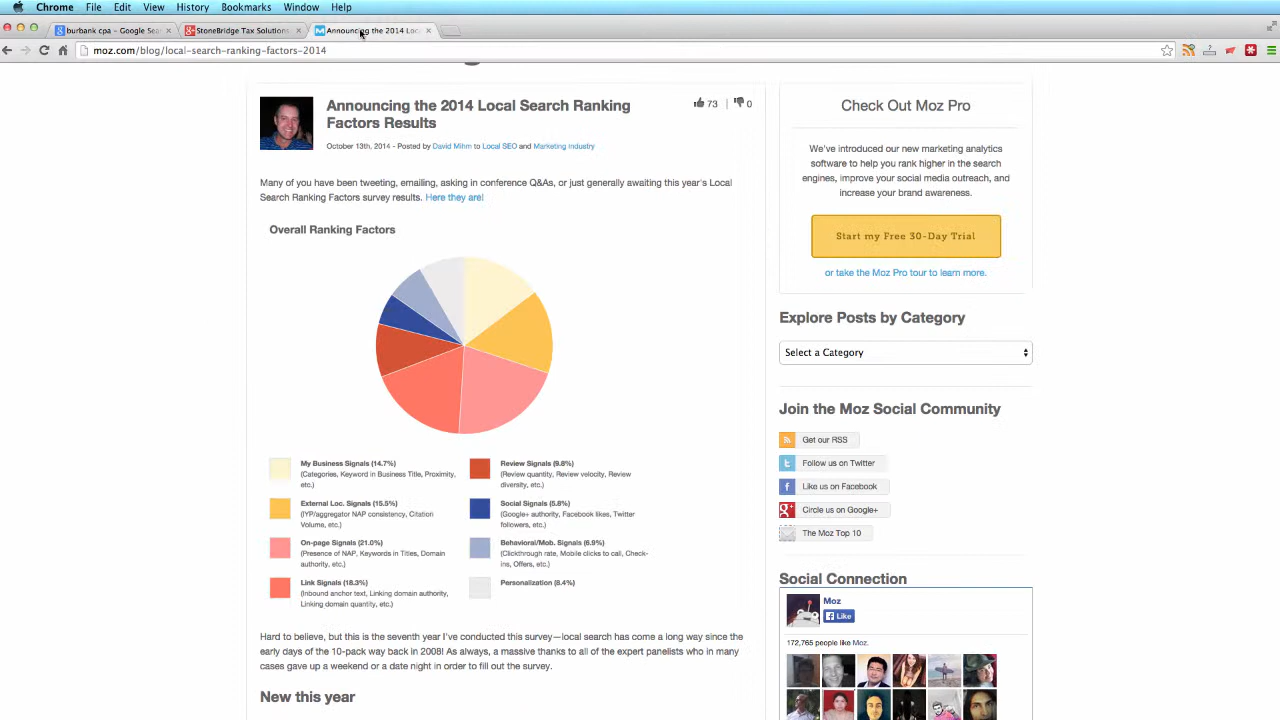 Chrome File Edit View History Bookmarks Window Help
burbank cpa – Google Sea
StoneBridge Tax Solutions
Announcing the 2014 Loc
moz.com/blog/local-search-ranking-factors-2014
Announcing the 2014 Local Search Ranking
Factors Results
73 | 0
October 13th, 2014 - Posted by David Mihm to Local SEO and Marketing Industry
Many of you have been tweeting, emailing, asking in conference Q&As, or just generally awaiting this year's Local
Search Ranking Factors survey results. Here they are!
Overall Ranking Factors
My Business Signals (14.7%)
(Categories, Keyword in Business Title, Proximity,
etc.)
External Loc. Signals (15.5%)
(IYP/aggregator NAP consistency, Citation
Volume, etc.)
On-page Signals (21.0%)
(Presence of NAP, Keywords in Titles, Domain
authority, etc.)
Link Signals (18.3%)
(Inbound anchor text, Linking domain authority,
Linking domain quantity, etc.)
Review Signals (9.8%)
(Review quantity, Review velocity, Review
diversity, etc.)
Social Signals (5.8%)
(Google+ authority, Facebook likes, Twitter
followers, etc.)
Behavioral/Mob. Signals (6.9%)
(Clickthrough rate, Mobile clicks to call, Check-
ins, Offers, etc.)
Personalization (8.4%)
Hard to believe, but this is the seventh year I've conducted this survey—local search has come a long way since the
early days of the 10-pack way back in 2008! As always, a massive thanks to all of the expert panelists who in many
cases gave up a weekend or a date night in order to fill out the survey.
New this year
Check Out Moz Pro
We've introduced our new marketing analytics
software to help you rank higher in the search
engines, improve your social media outreach, and
increase your brand awareness.
Start my Free 30-Day Trial
or take the Moz Pro tour to learn more.
Explore Posts by Category
Select a Category
Join the Moz Social Community
Get our RSS
Follow us on Twitter
Like us on Facebook
Circle us on Google+
The Moz Top 10
Social Connection
Moz
Like
172,765 people like Moz.